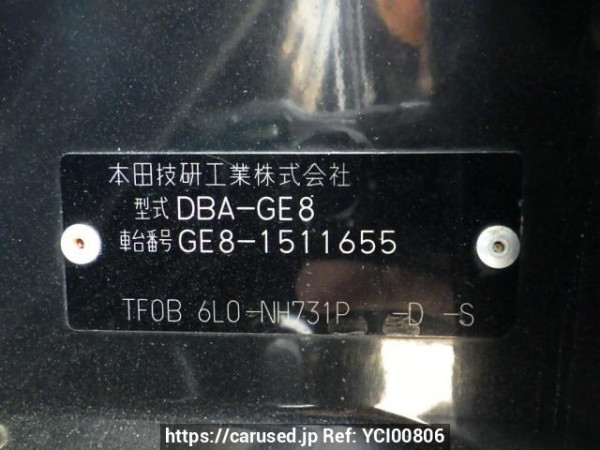 本田技研工業株式会社
型式 DBA-GE8
車台番号 GE8-1511655
TF0B 6L0-NH731P -D -S
https://carused.jp Ref: YCI00806